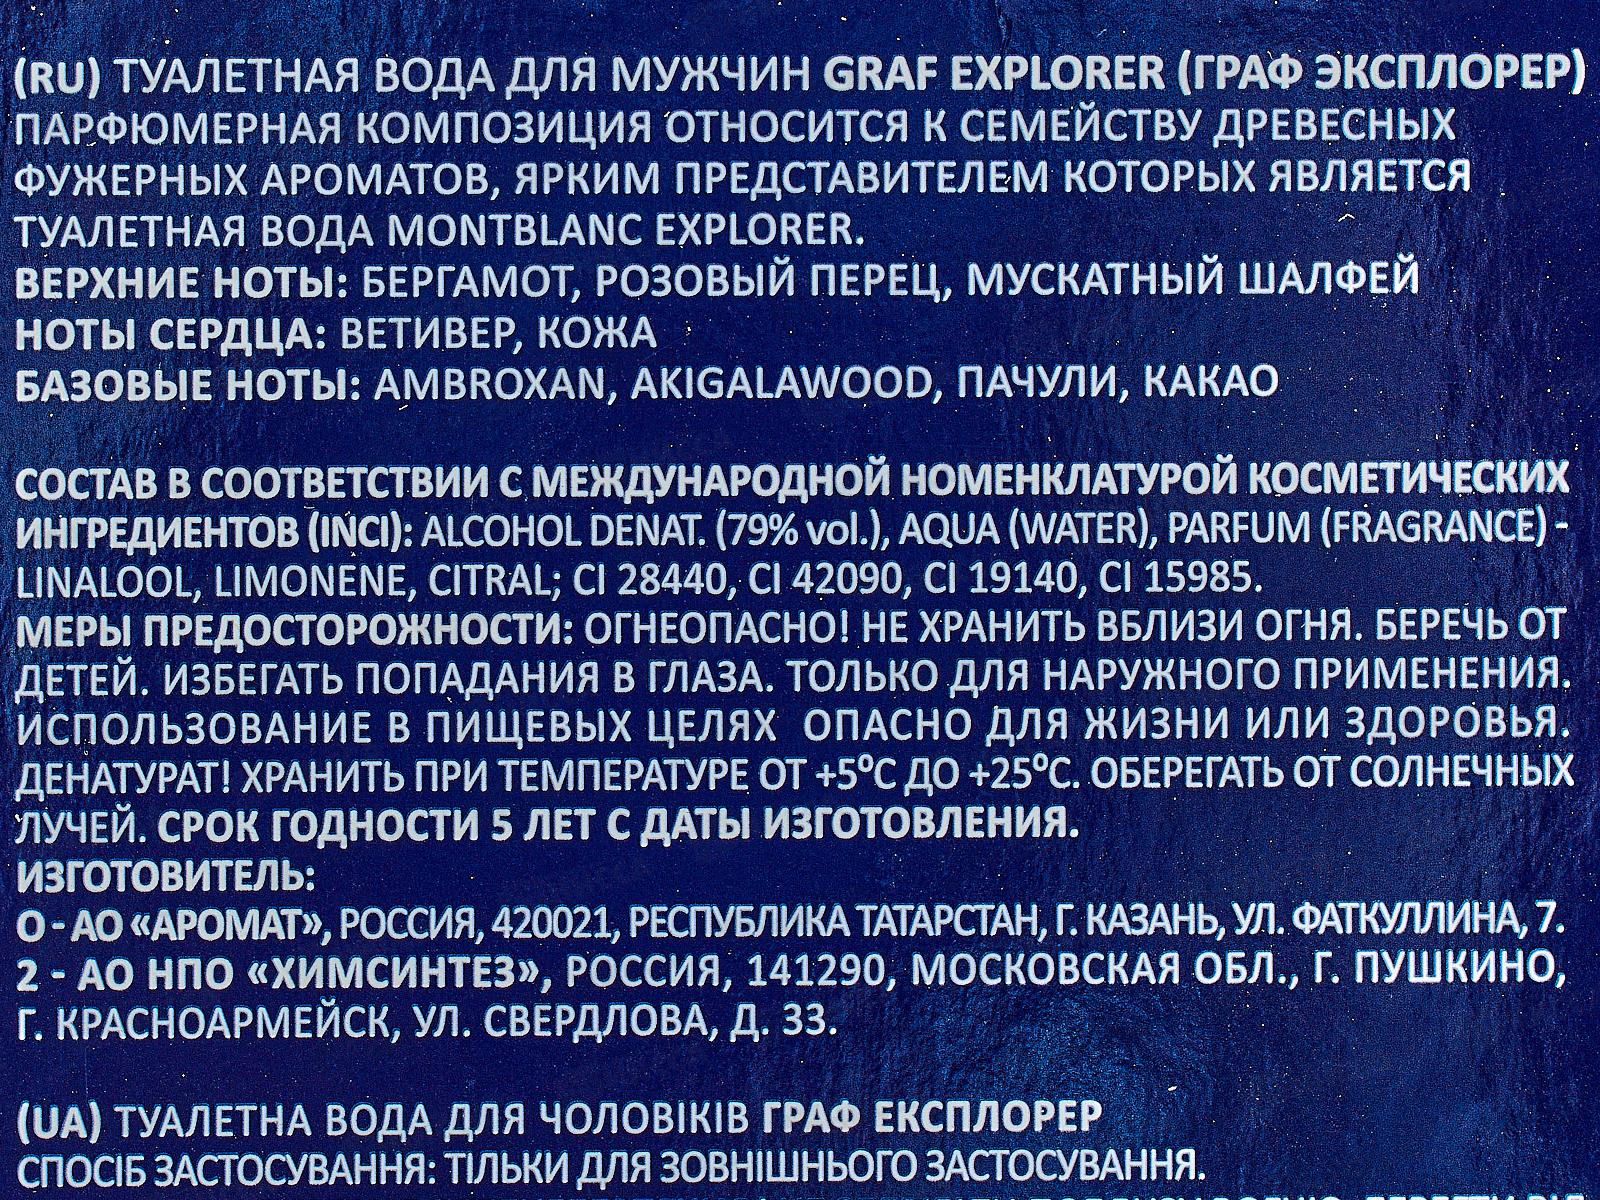 (RU) ТУАЛЕТНАЯ ВОДА ДЛЯ МУЖЧИН GRAF EXPLORER (ГРАФ ЭКСПЛОРЕР)
ПАРФЮМЕРНАЯ КОМПОЗИЦИЯ ОТНОСИТСЯ К СЕМЕЙСТВУ ДРЕВЕСНЫХ
ФУЖЕРНЫХ АРОМАТОВ, ЯРКИМ ПРЕДСТАВИТЕЛЕМ КОТОРЫХ ЯВЛЯЕТСЯ
ТУАЛЕТНАЯ ВОДА MONTBLANC EXPLORER.
ВЕРХНИЕ НОТЫ: БЕРГАМОТ, РОЗОВЫЙ ПЕРЕЦ, МУСКАТНЫЙ ШАЛФЕЙ
НОТЫ СЕРДЦА: ВЕТИВЕР, КОЖА
БАЗОВЫЕ НОТЫ: AMBROXAN, AKIGALAWOOD, ПАЧУЛИ, КАКАО
СОСТАВ В СООТВЕТСТВИИ С МЕЖДУНАРОДНОЙ НОМЕНКЛАТУРОЙ КОСМЕТИЧЕСКИХ
ИНГРЕДИЕНТОВ (INCI): ALCOHOL DENAT. (79% vol.), AQUA (WATER), PARFUM (FRAGRANCE) -
LINALOOL, LIMONENE, CITRAL; CI 28440, CI 42090, CI 19140, CI 15985.
МЕРЫ ПРЕДОСТОРОЖНОСТИ: ОГНЕОПАСНО! НЕ ХРАНИТЬ ВБЛИЗИ ОГНЯ. БЕРЕЧЬ ОТ
ДЕТЕЙ. ИЗБЕГАТЬ ПОПАДАНИЯ В ГЛАЗА. ТОЛЬКО ДЛЯ НАРУЖНОГО ПРИМЕНЕНИЯ.
ИСПОЛЬЗОВАНИЕ В ПИЩЕВЫХ ЦЕЛЯХ ОПАСНО ДЛЯ ЖИЗНИ ИЛИ ЗДОРОВЬЯ.
ДЕНАТУРАТ! ХРАНИТЬ ПРИ ТЕМПЕРАТУРЕ ОТ +5⁰С ДО +25⁰С. ОБЕРЕГАТЬ ОТ СОЛНЕЧНЫХ
ЛУЧЕЙ. СРОК ГОДНОСТИ 5 ЛЕТ С ДАТЫ ИЗГОТОВЛЕНИЯ.
ИЗГОТОВИТЕЛЬ:
0 - АО «АРОМАТ», РОССИЯ, 420021, РЕСПУБЛИКА ТАТАРСТАН, Г. КАЗАНЬ, УЛ. ФАТКУЛЛИНА, 7.
2 - АО НПО «ХИМСИНТЕЗ», РОССИЯ, 141290, МОСКОВСКАЯ ОБЛ., Г. ПУШКИНО,
Г. КРАСНОАРМЕЙСК, УЛ. СВЕРДЛОВА, Д. 33.
(UA) ТУАЛЕТНА ВОДА ДЛЯ ЧОЛОВІКІВ ГРАФ ЕКСПЛОРЕР
СПОСІБ ЗАСТОСУВАННЯ: ТІЛЬКИ ДЛЯ ЗОВНІШНЬОГО ЗАСТОСУВАННЯ.